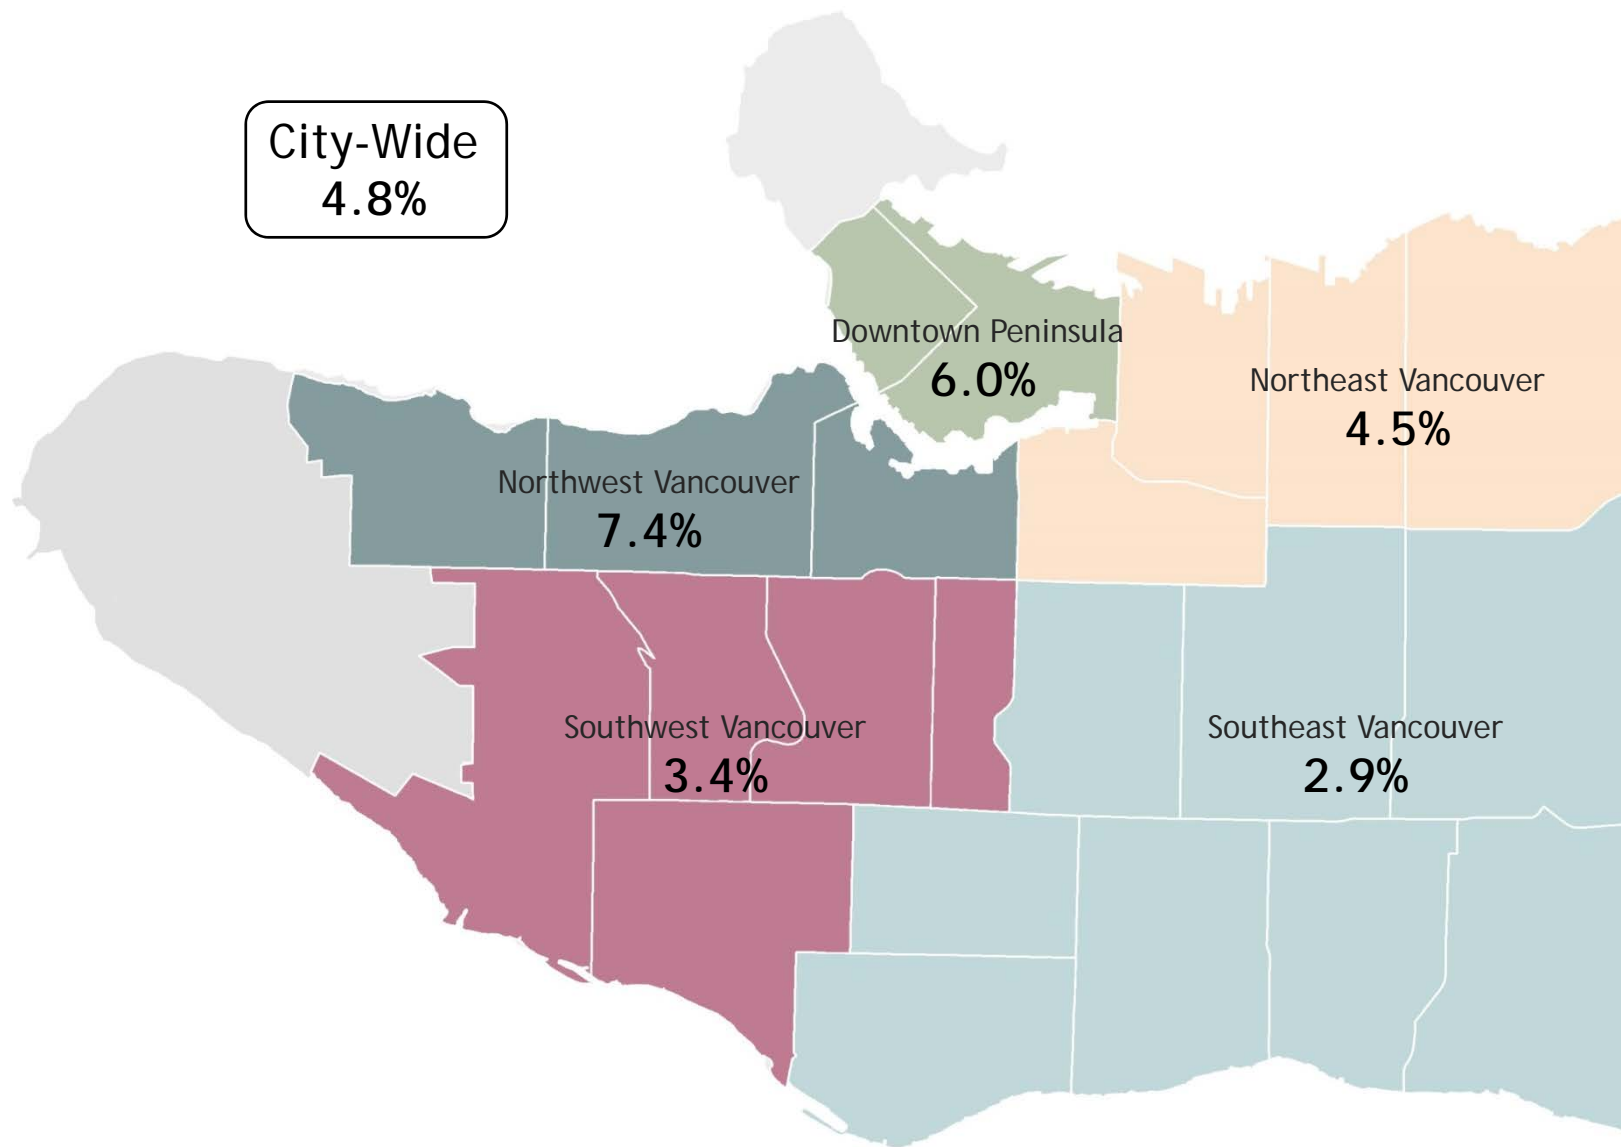 City-Wide
4.8%
Downtown Peninsula
6.0%
Northeast Vancouver
4.5%
Northwest Vancouver
7.4%
Southwest Vancouver
3.4%
Southeast Vancouver
2.9%